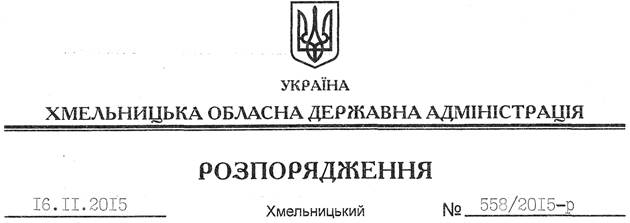 УКРАЇНА
ХМЕЛЬНИЦЬКА ОБЛАСНА ДЕРЖАВНА АДМІНІСТРАЦІЯ
РОЗПОРЯДЖЕННЯ
16.11.2015 Хмельницький № 558/2015-р